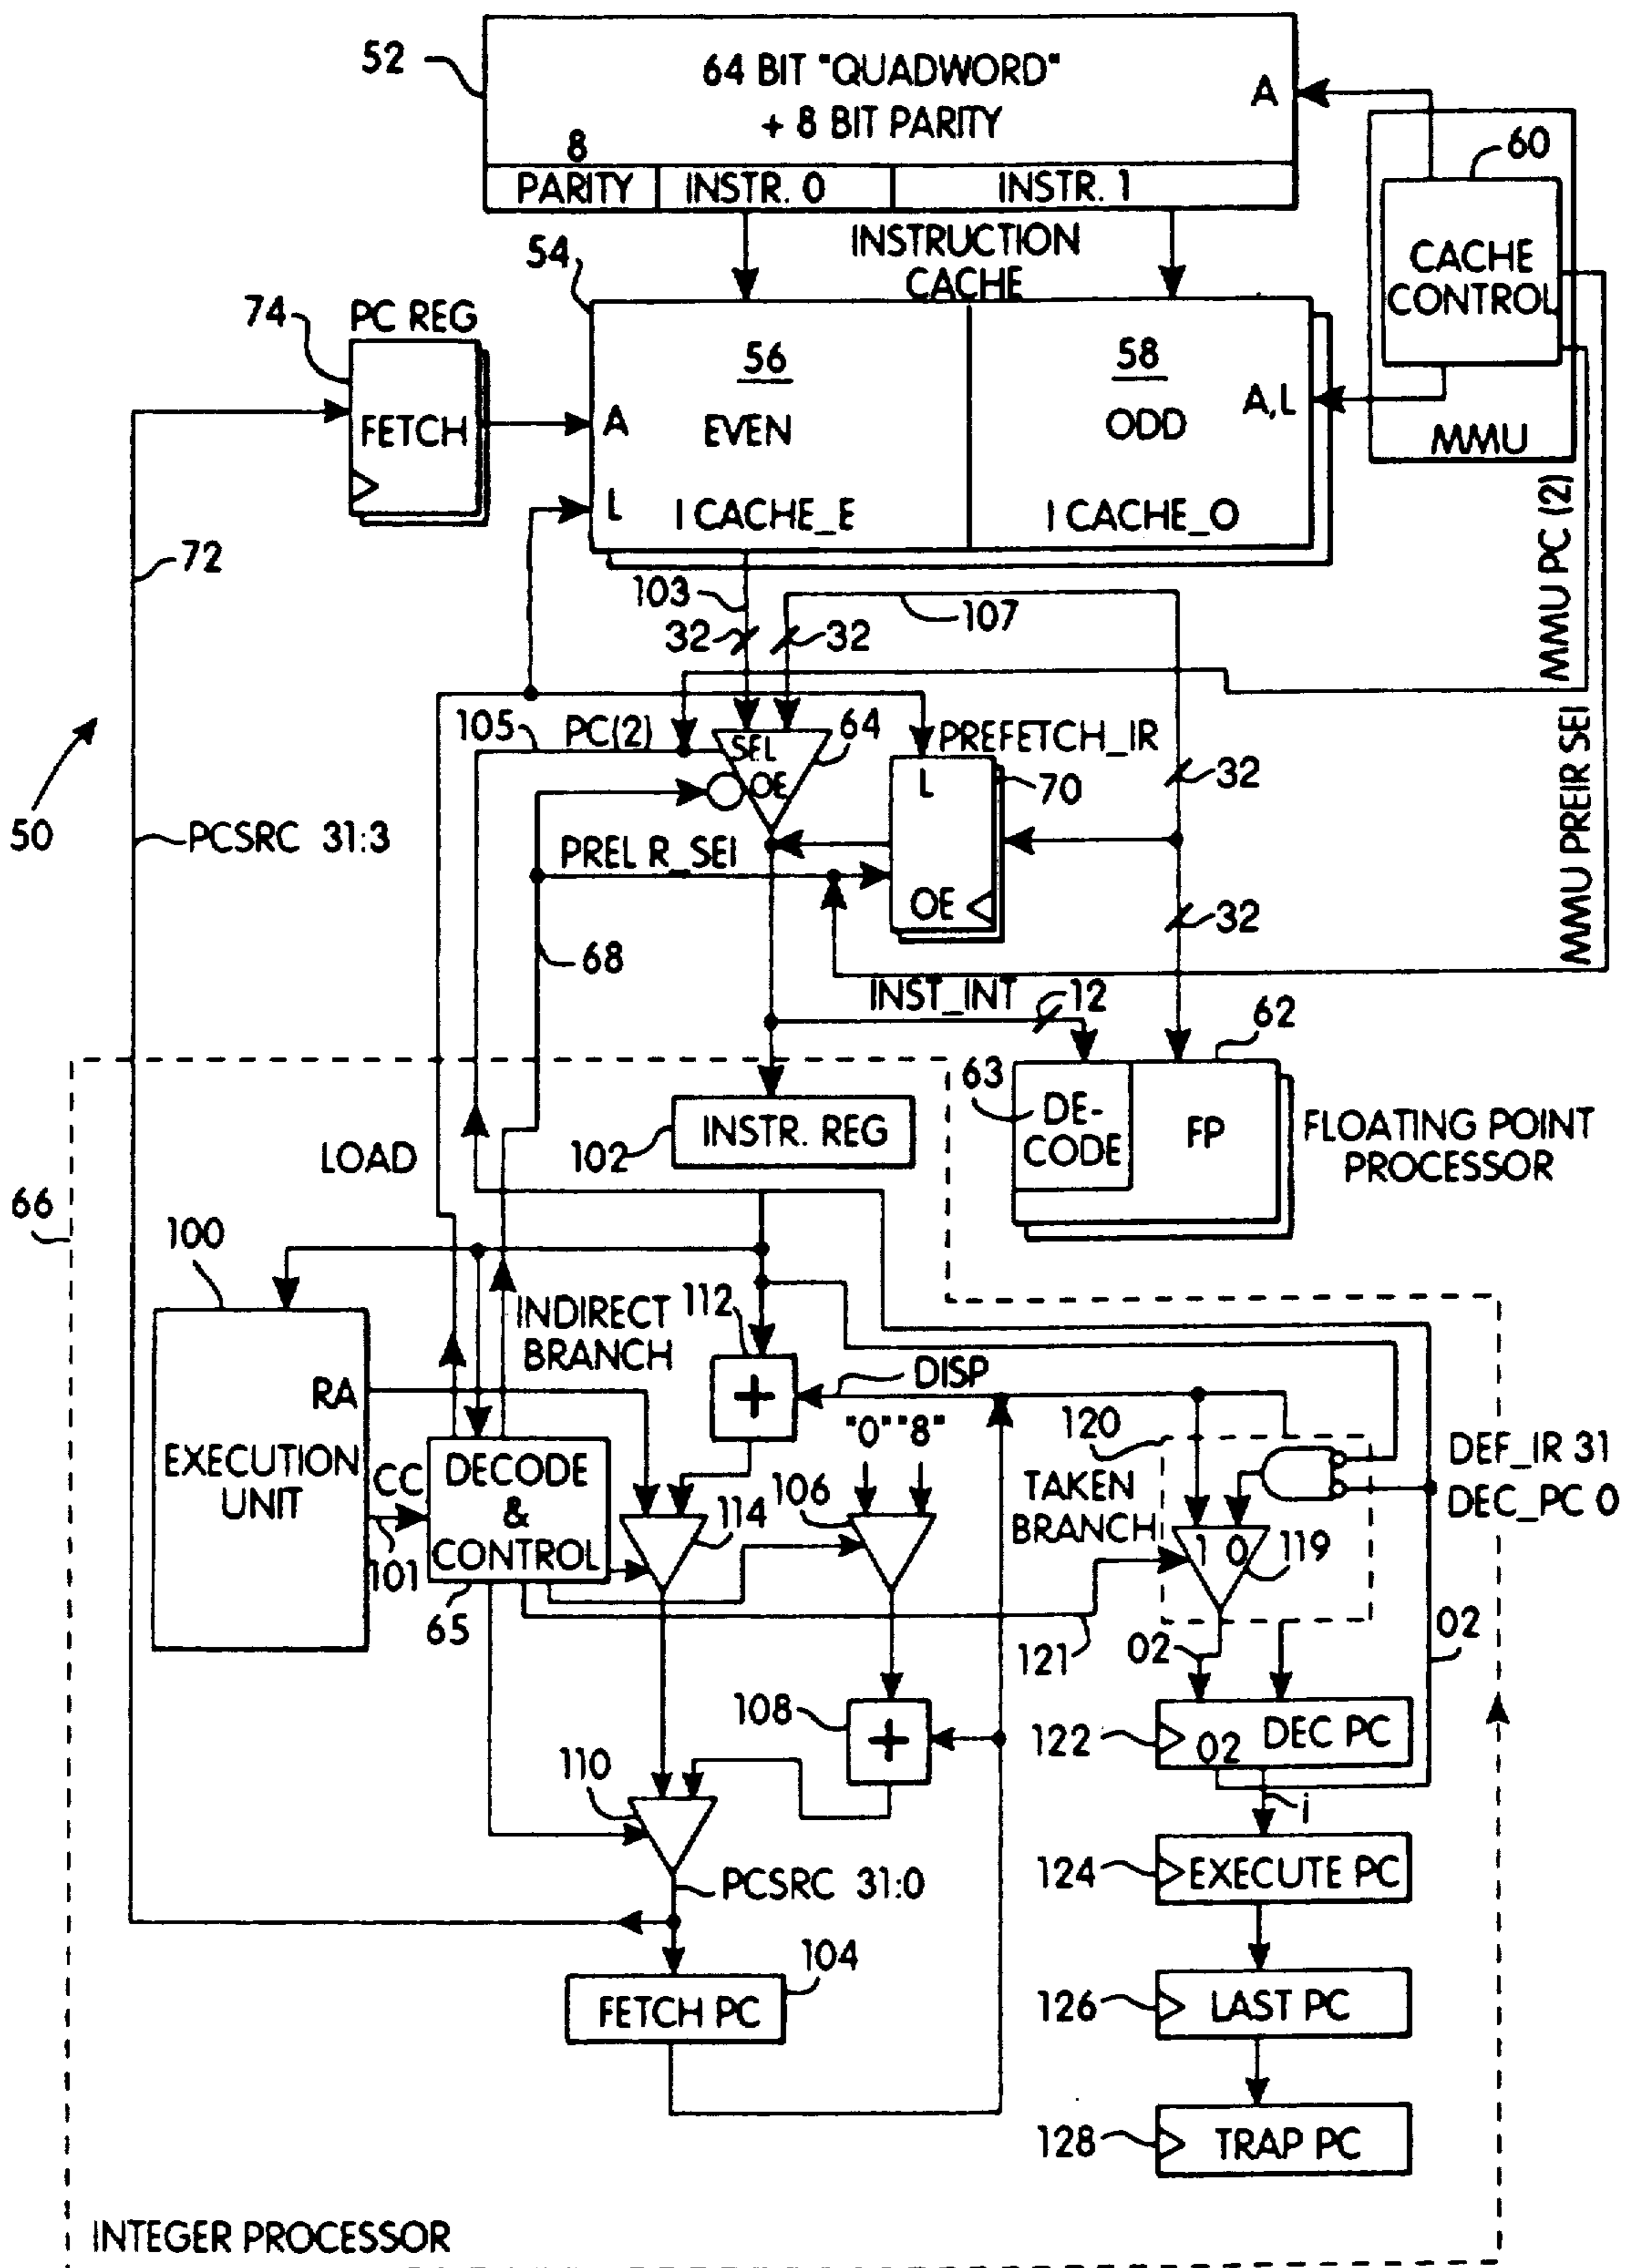 52
64 BIT "QUADWORD"
+ 8 BIT PARITY
A
8
PARITY
INSTR. 0
INSTR. 1
60
CACHE
CONTROL
MMU
INSTRUCTION
CACHE
54
74
PC REG
FETCH
56
EVEN
A
L
I CACHE_E
58
ODD
A,L
I CACHE_O
72
103
32
32
107
MMU PC (2)
105
PC(2)
SEL
OE
64
PREFETCH_IR
L
70
32
50
PCSRC 31:3
PREL R_SEI
OE
32
MMU PREIR SEI
68
INST_INT
12
62
63
DE-
CODE
FP
FLOATING POINT
PROCESSOR
INSTR. REG
102
LOAD
66
100
INDIRECT
BRANCH
112
+
DISP
RA
EXECUTION
UNIT
CC
101
DECODE
&
CONTROL
65
"0" "8"
114
106
120
TAKEN
BRANCH
DEF_IR 31
DEC_PC 0
1 0
119
121
02
02
108
+
122
02
DEC PC
110
i
PCSRC 31:0
124
EXECUTE PC
104
FETCH PC
126
LAST PC
128
TRAP PC
INTEGER PROCESSOR